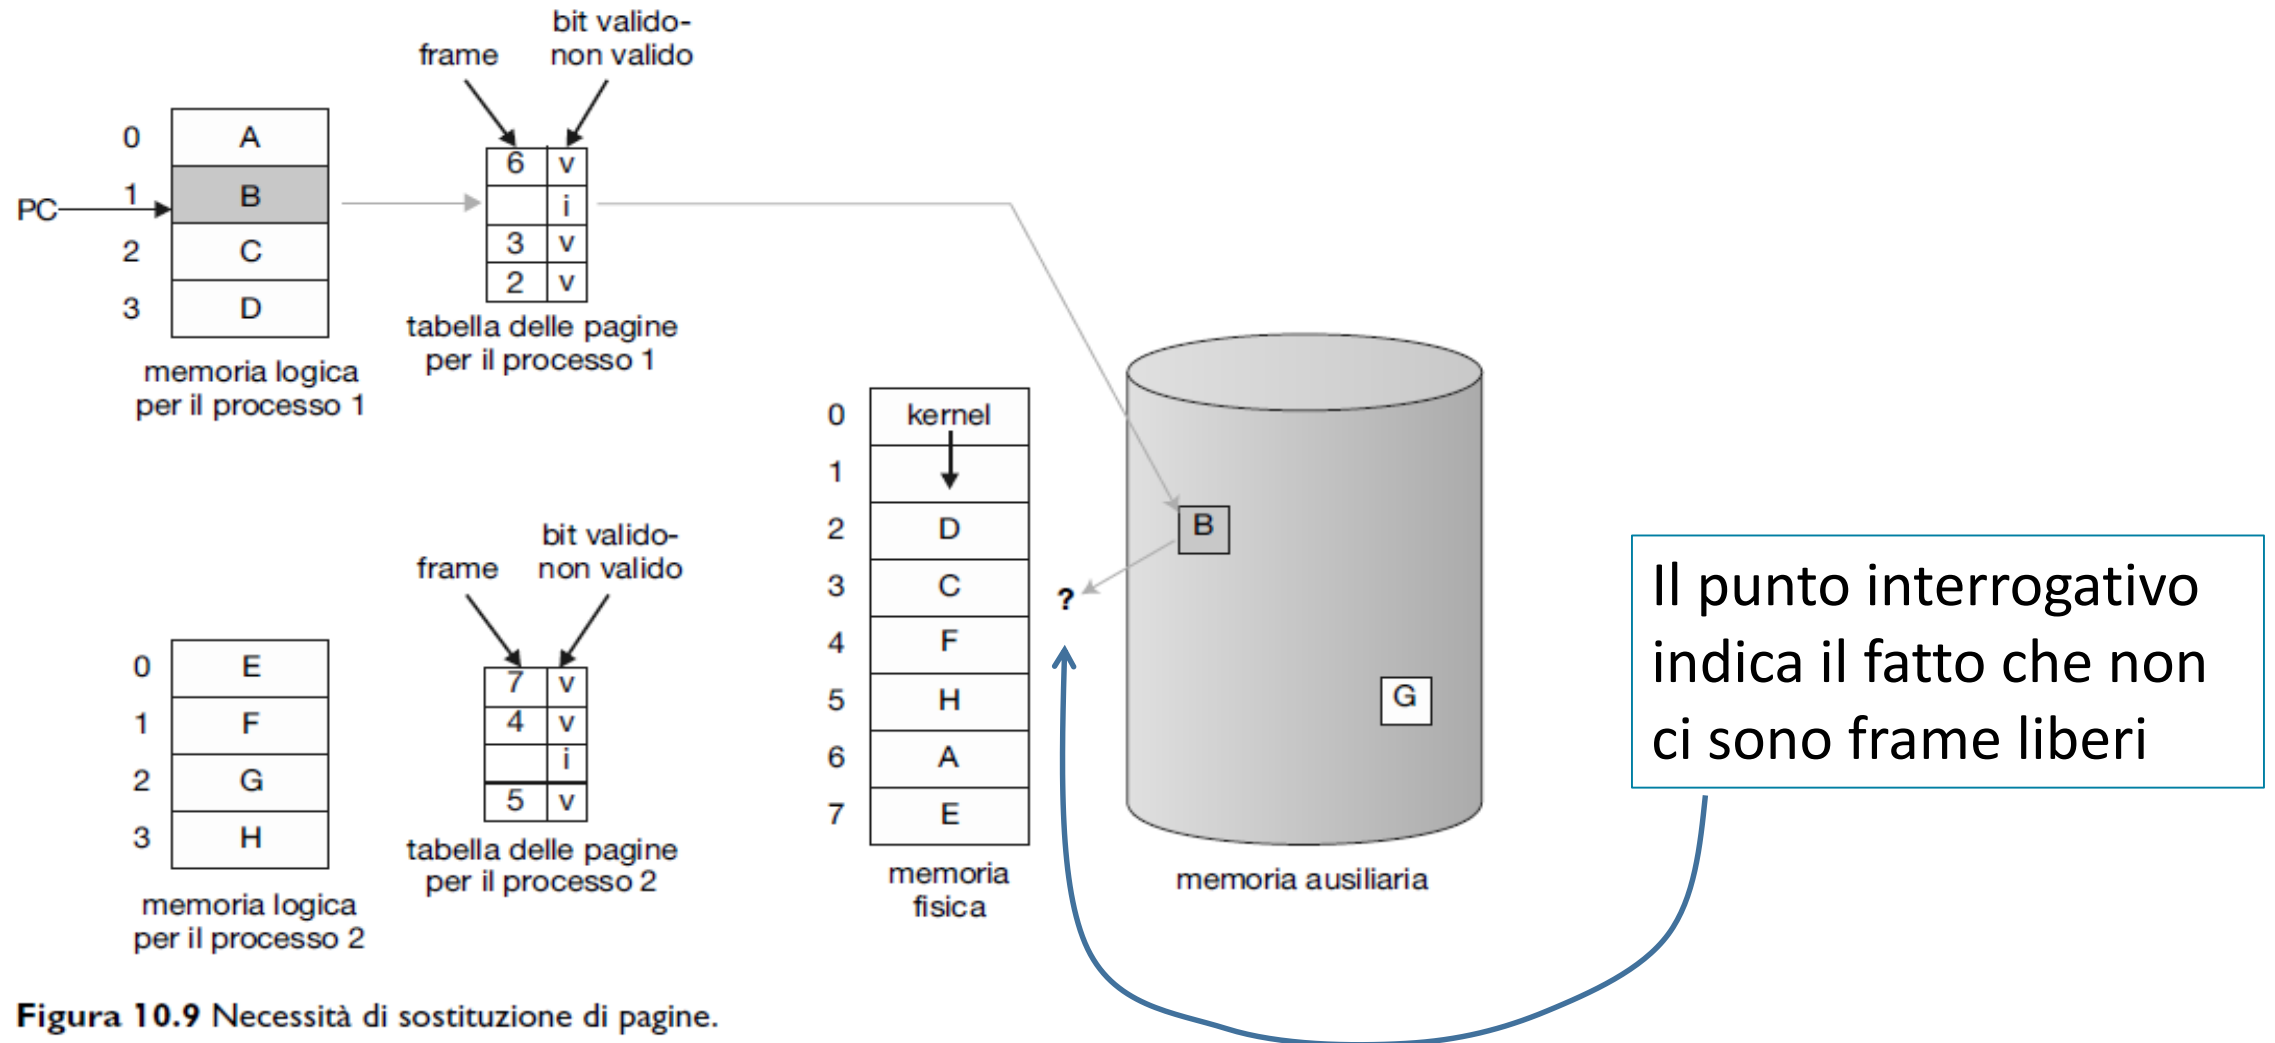 bit valido-
frame non valido
0 A
PC 1 B
2 C
3 D
6 v
i
3 v
2 v
tabella delle pagine
per il processo 1
memoria logica
per il processo 1
bit valido-
frame non valido
0 E
1 F
2 G
3 H
7 v
4 v
i
5 v
tabella delle pagine
per il processo 2
memoria logica
per il processo 2
0 kernel
1
2 D
3 C
4 F
5 H
6 A
7 E
memoria
fisica
?
B
G
memoria ausiliaria
Il punto interrogativo
indica il fatto che non
ci sono frame liberi
Figura 10.9 Necessità di sostituzione di pagine.